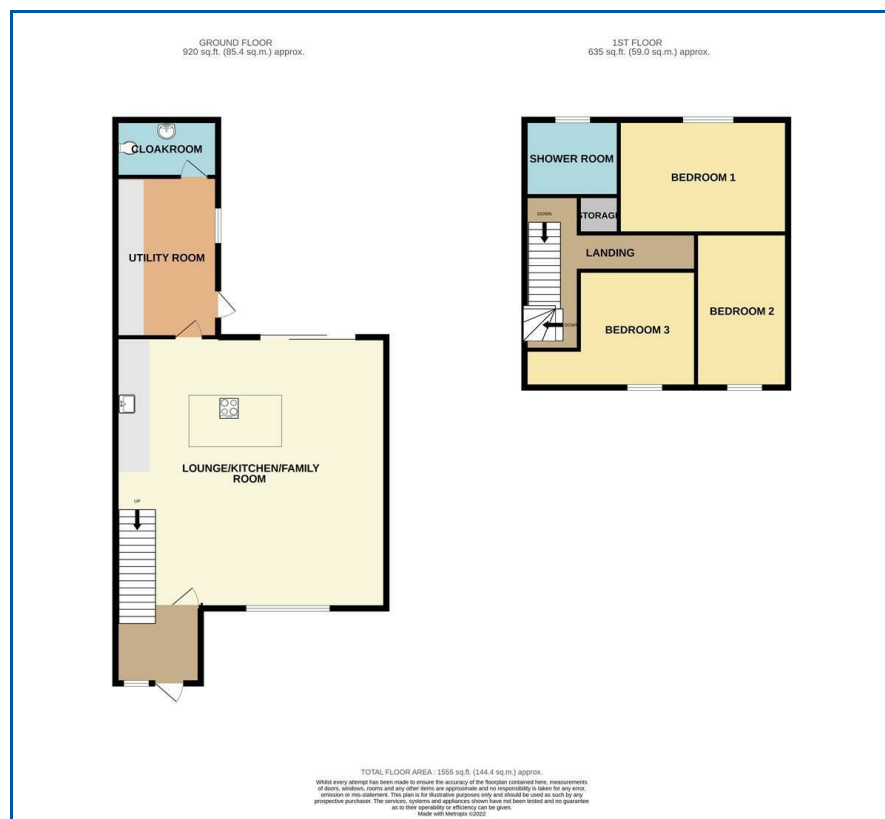 GROUND FLOOR
920 sq.ft. (85.4 sq.m.) approx.
1ST FLOOR
635 sq.ft. (59.0 sq.m.) approx.
CLOAKROOM
UTILITY ROOM
LOUNGE/KITCHEN/FAMILY
ROOM
UP
SHOWER ROOM
BEDROOM 1
DOWN
STORAGE
LANDING
BEDROOM 2
DOWN
BEDROOM 3
TOTAL FLOOR AREA : 1555 sq.ft. (144.4 sq.m.) approx.
Whilst every attempt has been made to ensure the accuracy of the floorplan contained here, measurements
of doors, windows, rooms and any other items are approximate and no responsibility is taken for any error,
omission or mis-statement. This plan is for illustrative purposes only and should be used as such by any
prospective purchaser. The services, systems and appliances shown have not been tested and no guarantee
as to their operability or efficiency can be given.
Made with Metropix ©2022